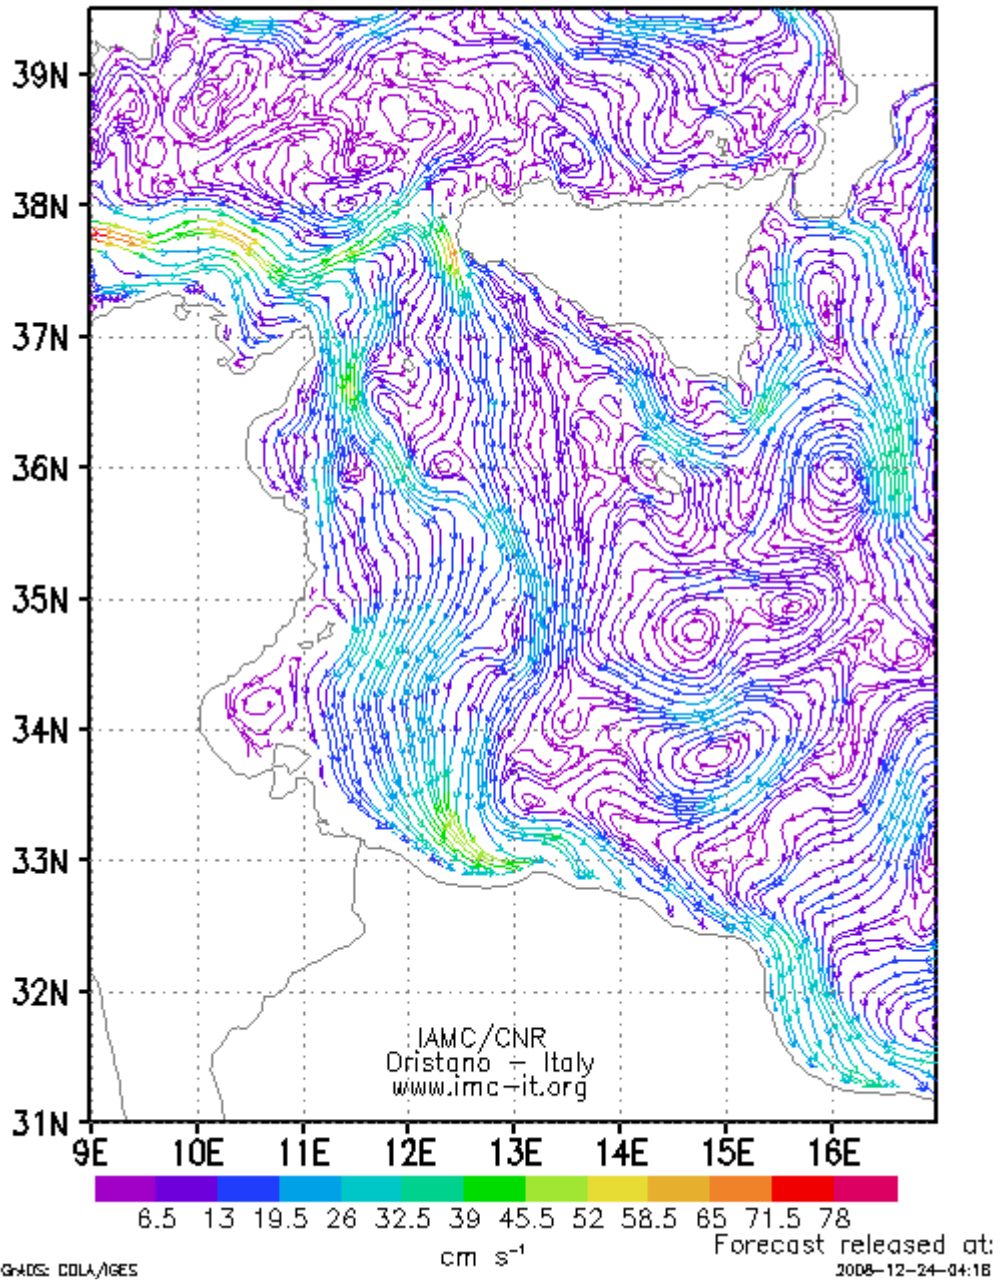 39N
38N
37N
36N
35N
34N
33N
32N
31N
IAMC/CNR
Oristano – Italy
www.imc-it.org
9E 10E 11E 12E 13E 14E 15E 16E
6.5 13 19.5 26 32.5 39 45.5 52 58.5 65 71.5 78
cm s⁻¹
Forecast released at:
GrADS: COLA/IGES
2008-12-24-04:18